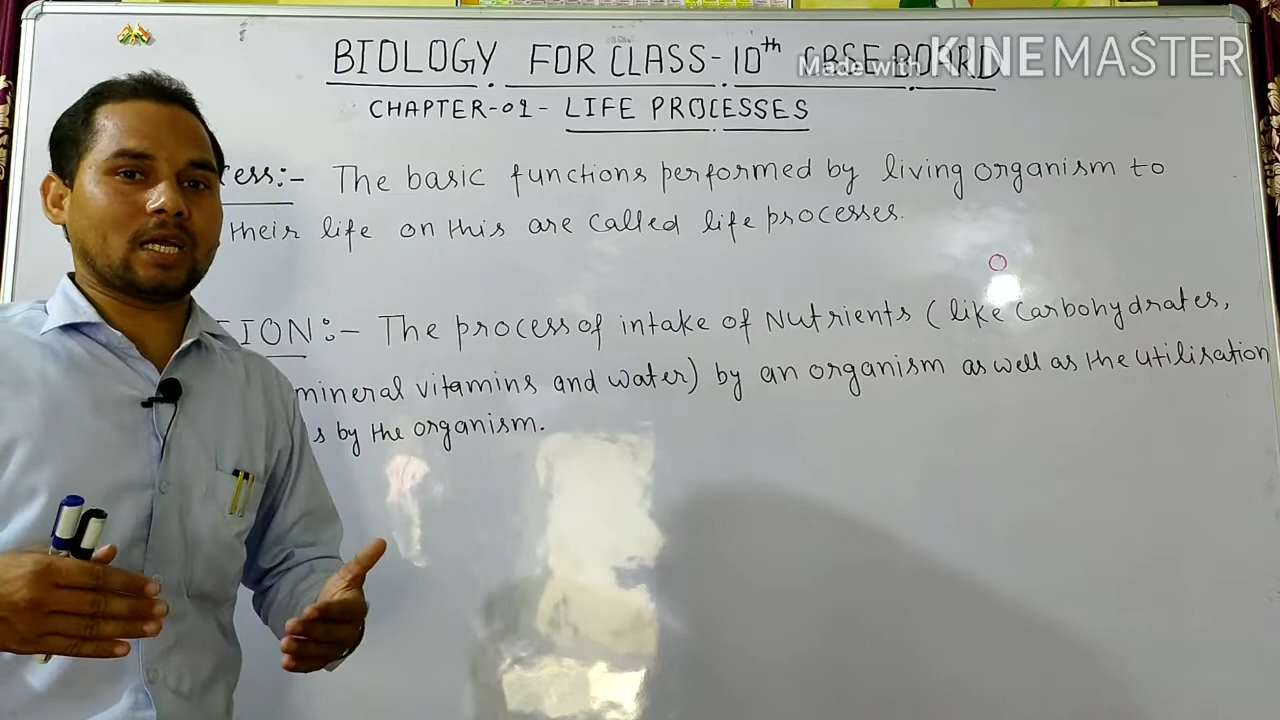 BIOLOGY FOR CLASS-10th CBSE BOARD
Made with KINEMASTER
CHAPTER-01 - LIFE PROCESSES
cess:- The basic functions performed by living organism to
their life on this are called life processes.
TION:- The process of intake of Nutrients (like Carbohydrates,
mineral vitamins and water) by an organism as well as the utilisation
s by the organism.